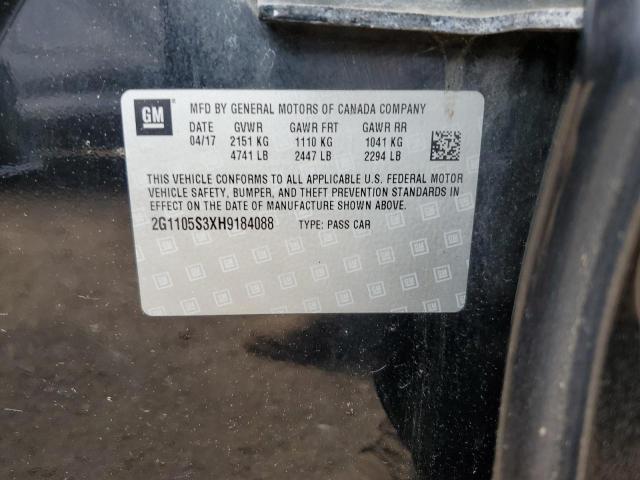 GM
MFD BY GENERAL MOTORS OF CANADA COMPANY
DATE GVWR GAWR FRT GAWR RR
04/17 2151 KG 1110 KG 1041 KG
4741 LB 2447 LB 2294 LB
THIS VEHICLE CONFORMS TO ALL APPLICABLE U.S. FEDERAL MOTOR
VEHICLE SAFETY, BUMPER, AND THEFT PREVENTION STANDARDS IN
EFFECT ON THE DATE OF MANUFACTURE SHOWN ABOVE.
2G1105S3XH9184088 TYPE: PASS CAR